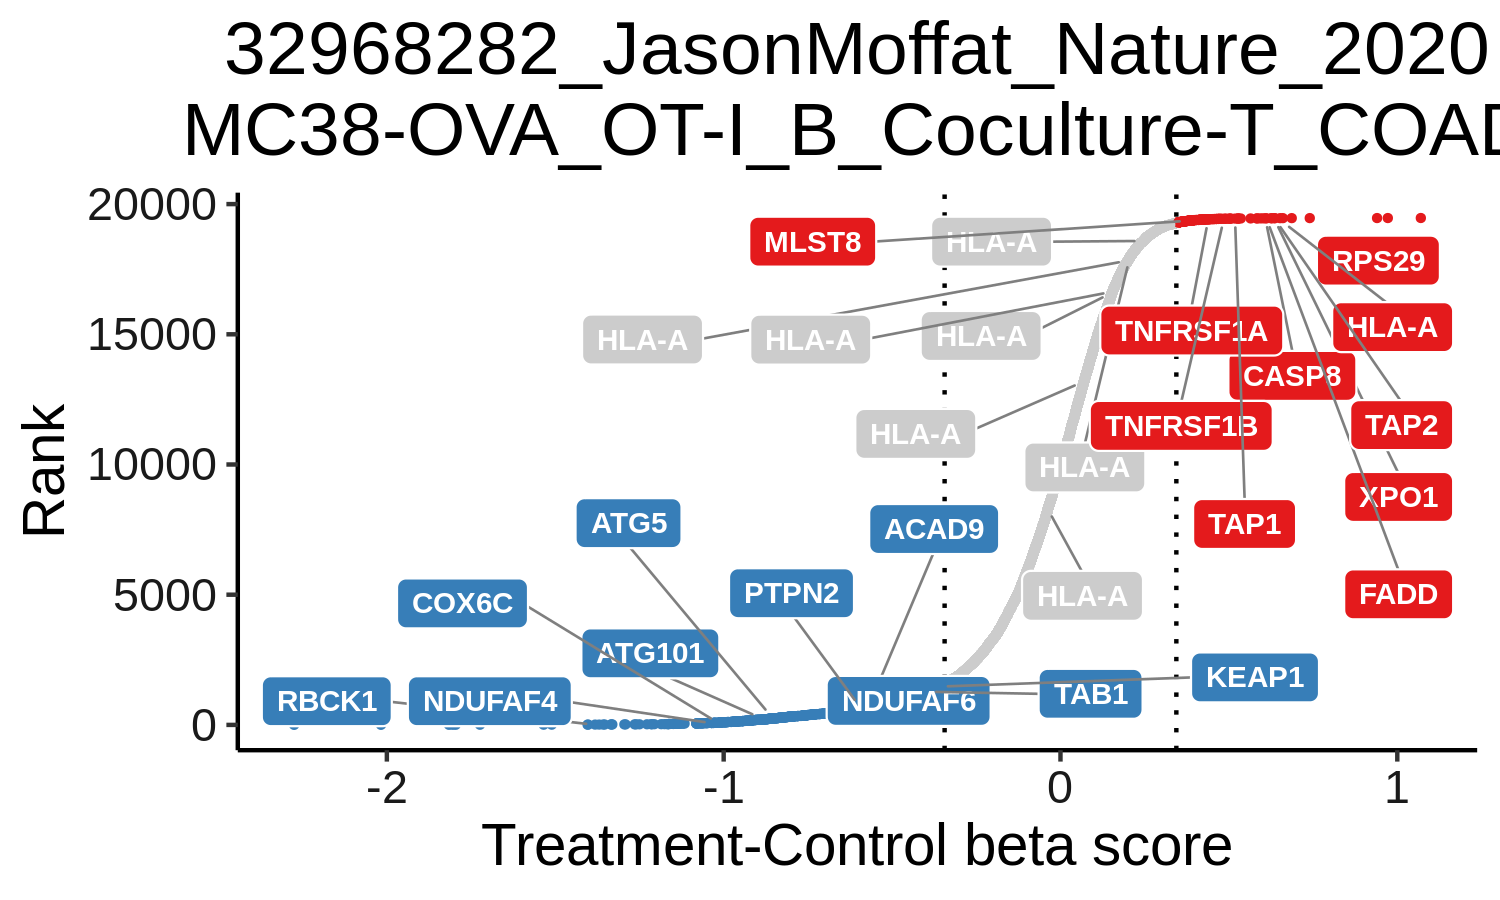 32968282_JasonMoffat_Nature_2020
MC38-OVA_OT-I_B_Coculture-T_COAD
20000
15000
10000
5000
0
Rank
MLST8
HLA-A
RPS29
HLA-A
HLA-A
HLA-A
HLA-A
TNFRSF1A
HLA-A
CASP8
HLA-A
TNFRSF1B
TAP2
HLA-A
XPO1
ATG5
ACAD9
TAP1
COX6C
PTPN2
HLA-A
FADD
ATG101
KEAP1
RBCK1
NDUFAF4
NDUFAF6
TAB1
-2
-1
0
1
Treatment-Control beta score